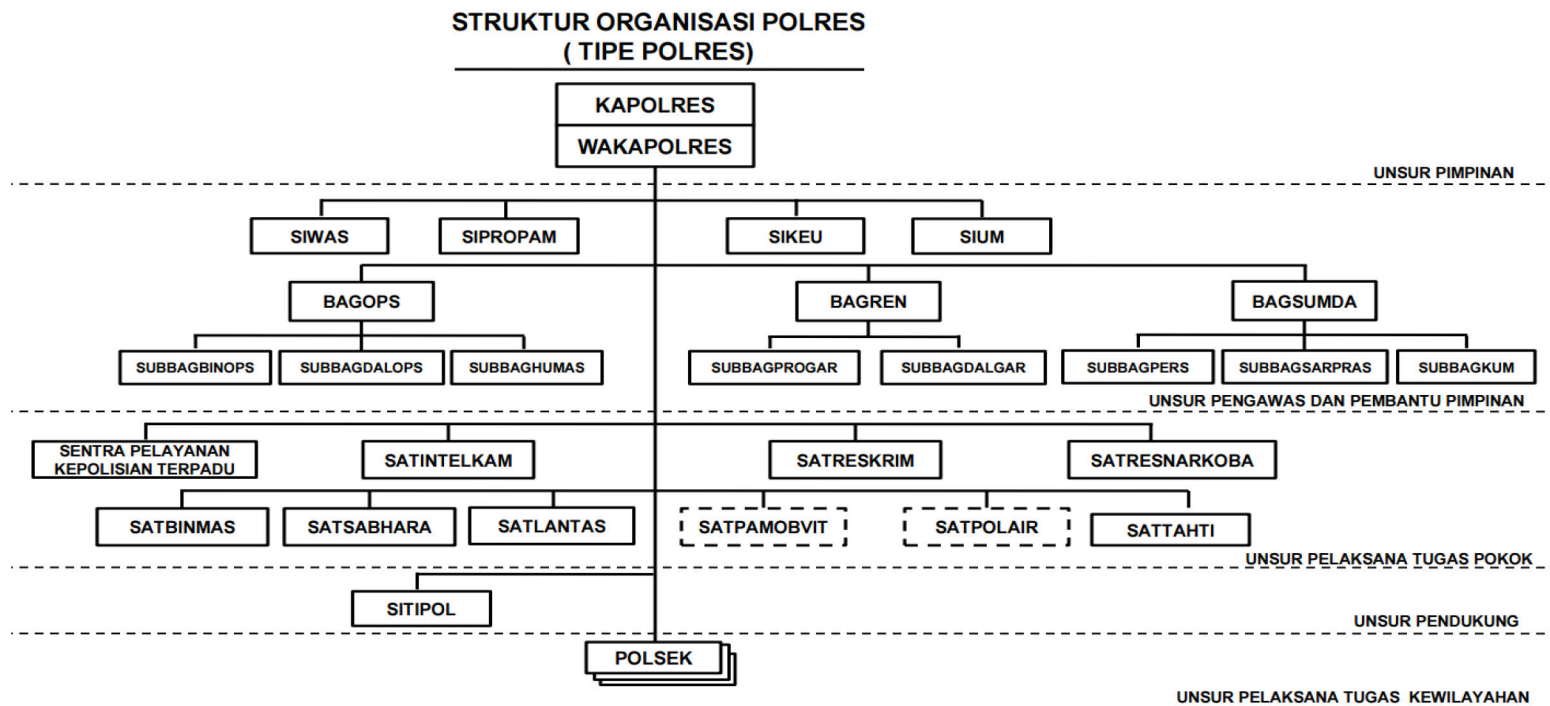 STRUKTUR ORGANISASI POLRES
( TIPE POLRES)
KAPOLRES
WAKAPOLRES
UNSUR PIMPINAN
SIWAS
SIPROPAM
SIKEU
SIUM
BAGOPS
BAGREN
BAGSUMDA
SUBBAGBINOPS
SUBBAGDALOPS
SUBBAGHUMAS
SUBBAGPROGAR
SUBBAGDALGAR
SUBBAGPERS
SUBBAGSARPRAS
SUBBAGKUM
UNSUR PENGAWAS DAN PEMBANTU PIMPINAN
SENTRA PELAYANAN
KEPOLISIAN TERPADU
SATINTELKAM
SATRESKRIM
SATRESNARKOBA
SATBINMAS
SATSABHARA
SATLANTAS
SATPAMOBVIT
SATPOLAIR
SATTAHTI
UNSUR PELAKSANA TUGAS POKOK
SITIPOL
UNSUR PENDUKUNG
POLSEK
UNSUR PELAKSANA TUGAS KEWILAYAHAN